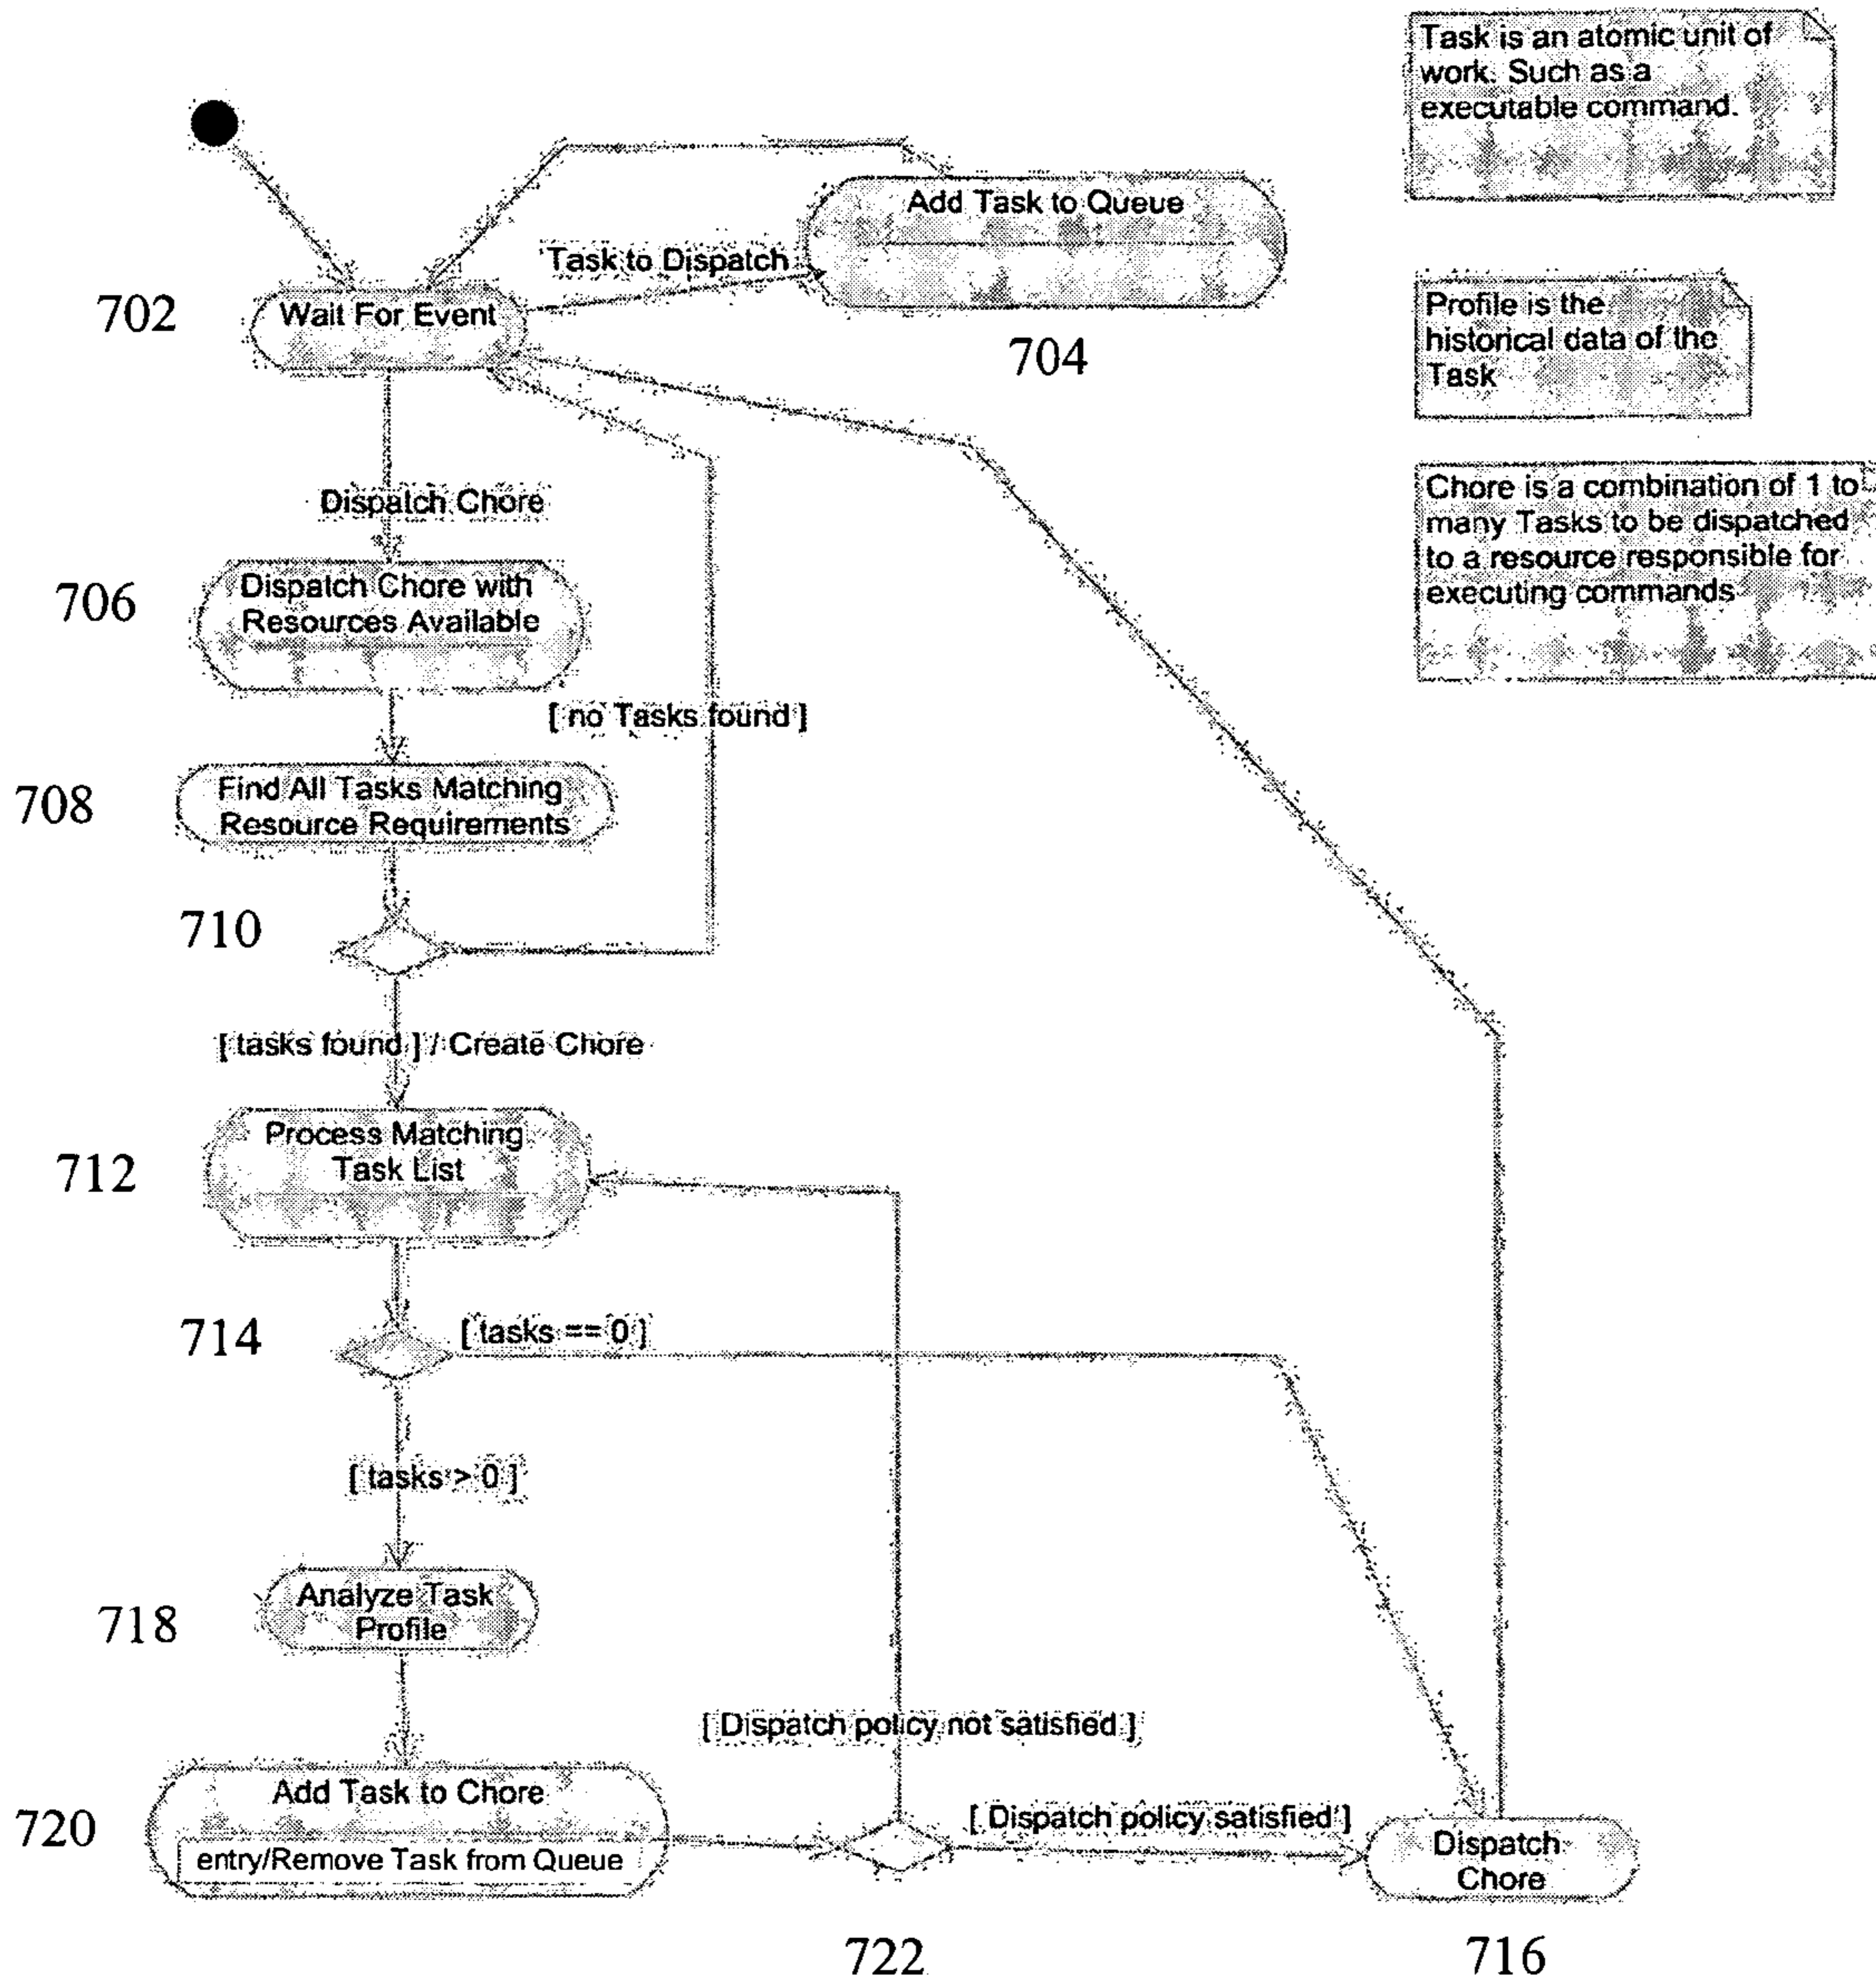 Task is an atomic unit of
work. Such as a
executable command.
Add Task to Queue
Task to Dispatch
702
Wait For Event
704
Profile is the
historical data of the
Task
Dispatch Chore
Chore is a combination of 1 to
many Tasks to be dispatched
to a resource responsible for
executing commands
706
Dispatch Chore with
Resources Available
[ no Tasks found ]
708
Find All Tasks Matching
Resource Requirements
710
[ tasks found ] / Create Chore
712
Process Matching
Task List
714
[ tasks == 0 ]
[ tasks > 0 ]
718
Analyze Task
Profile
[ Dispatch policy not satisfied ]
720
Add Task to Chore
entry/Remove Task from Queue
[ Dispatch policy satisfied ]
Dispatch
Chore
722
716